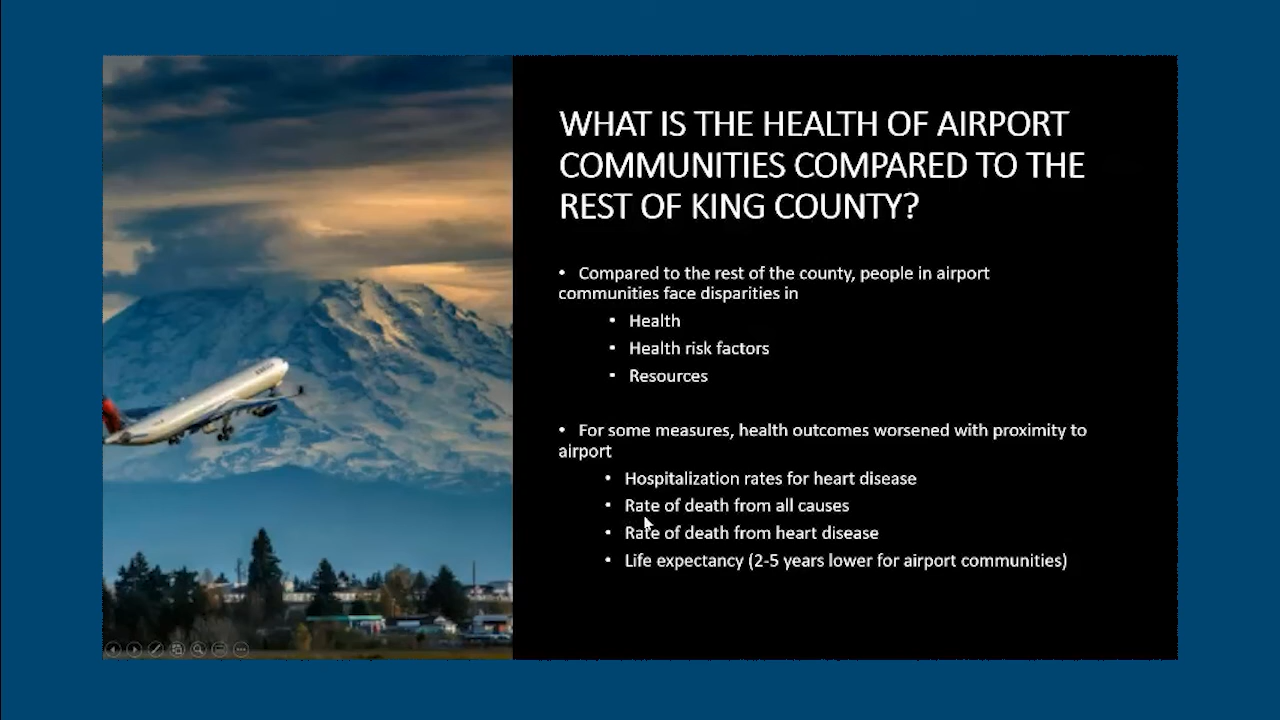 WHAT IS THE HEALTH OF AIRPORT
COMMUNITIES COMPARED TO THE
REST OF KING COUNTY?
• Compared to the rest of the county, people in airport
communities face disparities in
• Health
• Health risk factors
• Resources
• For some measures, health outcomes worsened with proximity to
airport
• Hospitalization rates for heart disease
• Rate of death from all causes
• Rate of death from heart disease
• Life expectancy (2-5 years lower for airport communities)